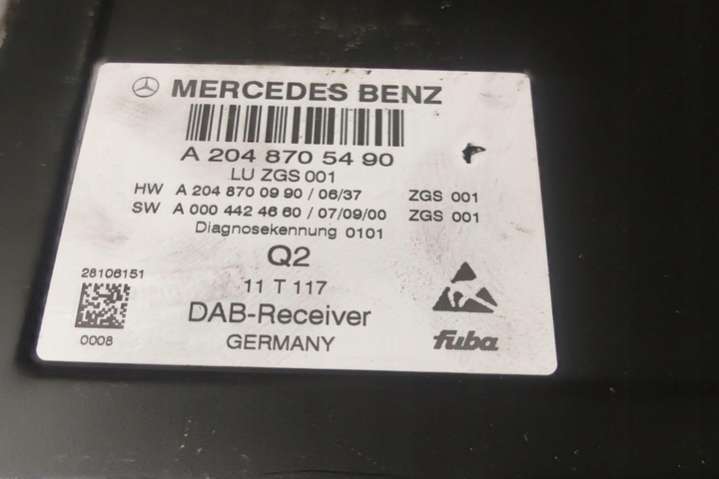 MERCEDES BENZ
A 204 870 54 90
LU ZGS 001
HW A 204 870 09 90 / 06/37 ZGS 001
SW A 000 442 46 60 / 07/09/00 ZGS 001
Diagnosekennung 0101
Q2
28106151
11 T 117
DAB-Receiver
0008
GERMANY
fuba